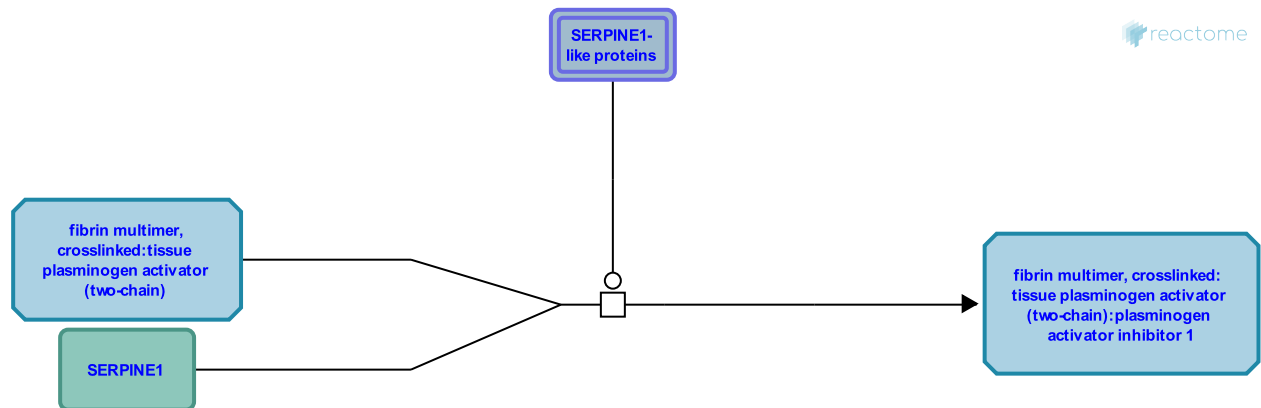 SERPINE1-
like proteins
reactome
fibrin multimer,
crosslinked:tissue
plasminogen activator
(two-chain)
SERPINE1
fibrin multimer, crosslinked:
tissue plasminogen activator
(two-chain):plasminogen
activator inhibitor 1